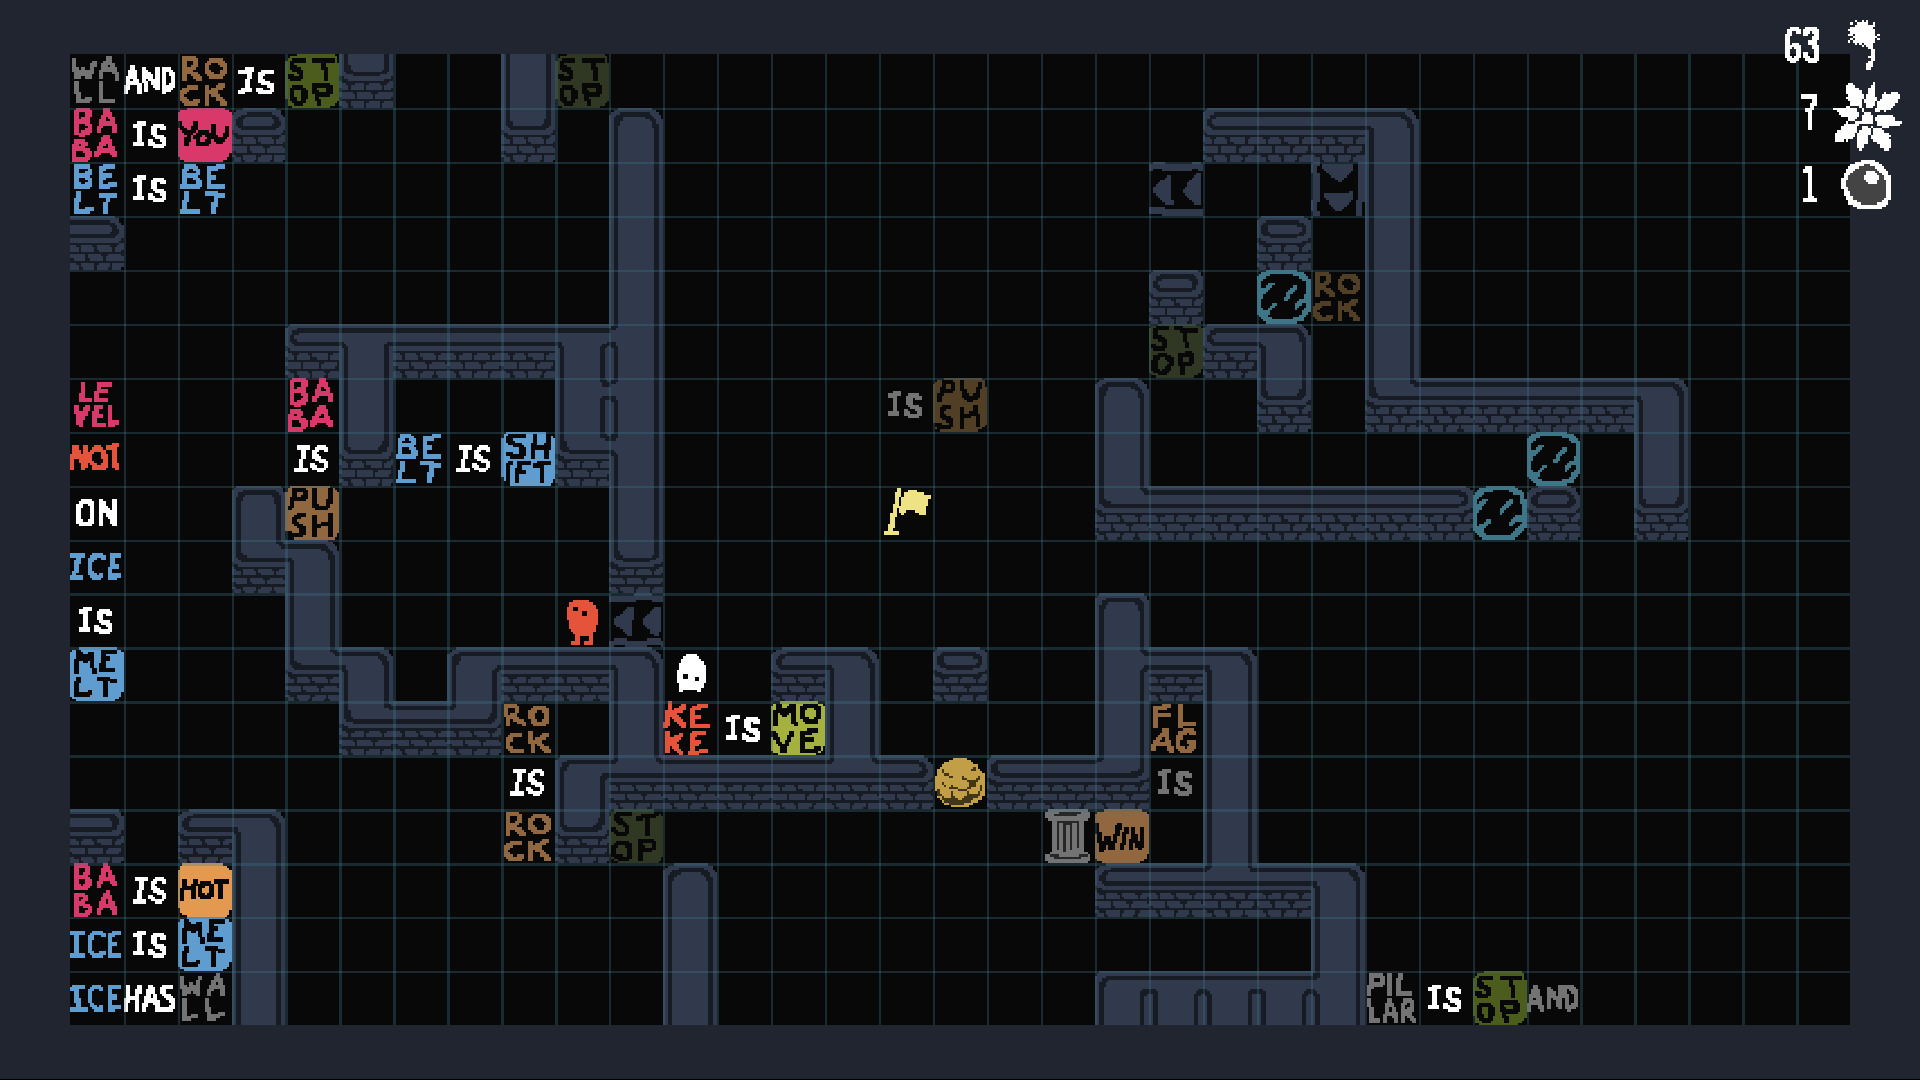 63
WALL AND ROCK IS STOP STOP
7
BABA IS YOU
1
BELT IS BELT
ROCK
STOP
LEVEL BABA IS PUSH
NOT IS BELT IS SHIFT
ON PUSH
ICE
IS
MELT
ROCK KEKE IS MOVE FLAG
IS IS
ROCK STOP WIN
BABA IS HOT
ICE IS MELT
ICE HAS WALL PILLAR IS STOP AND